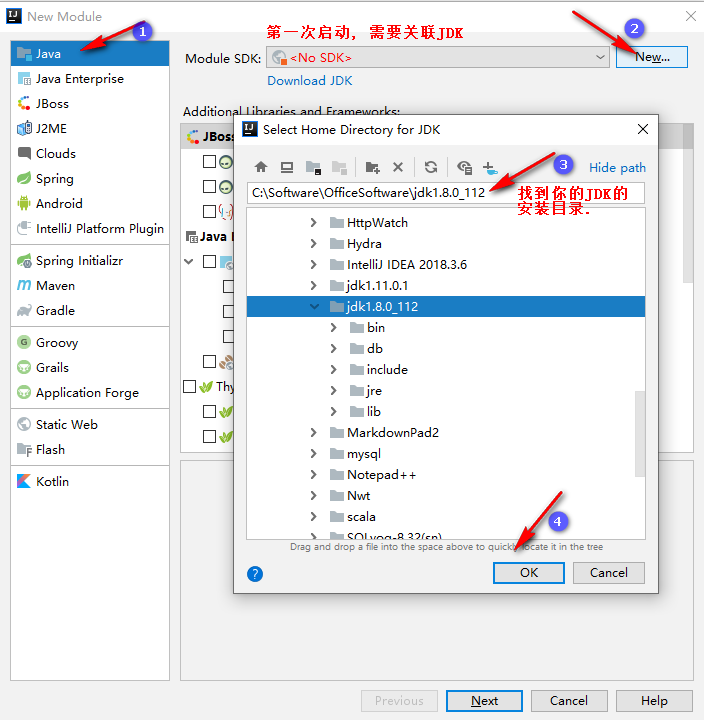 New Module
1
Java
Java Enterprise
JBoss
J2ME
Clouds
Spring
Android
IntelliJ Platform Plugin
Spring Initializr
Maven
Gradle
Groovy
Grails
Application Forge
Static Web
Flash
Kotlin
第一次启动, 需要关联JDK
2
Module SDK:
<No SDK>
New...
Download JDK
Additional Libraries and Frameworks:
JBoss
Java
Thy
Select Home Directory for JDK
3
Hide path
C:\Software\OfficeSoftware\jdk1.8.0_112
找到你的JDK的
安装目录.
HttpWatch
Hydra
IntelliJ IDEA 2018.3.6
jdk1.11.0.1
jdk1.8.0_112
bin
db
include
jre
lib
MarkdownPad2
mysql
Notepad++
Nwt
scala
SQLyog-8.32(sn)
Drag and drop a file into the space above to quickly locate it in the tree
4
?
OK
Cancel
Previous
Next
Cancel
Help